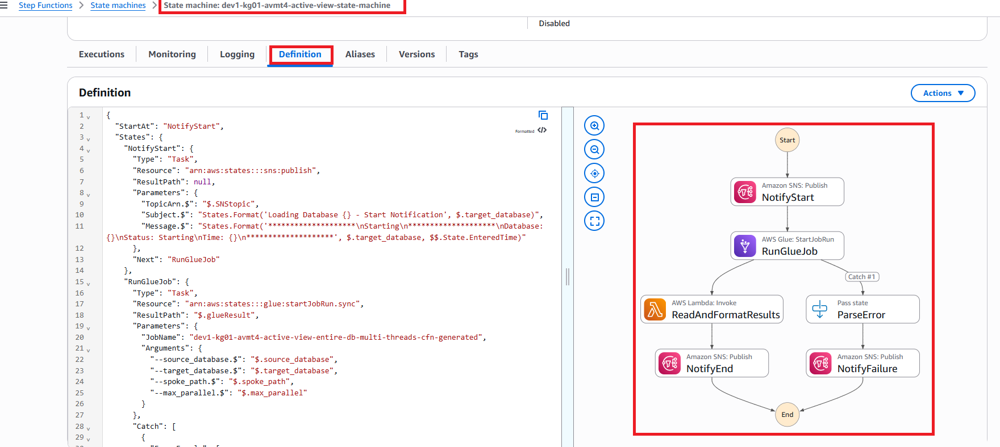 Step Functions > State machines > State machine: dev1-kg01-avmt4-active-view-state-machine
Disabled
Executions
Monitoring
Logging
Definition
Aliases
Versions
Tags
Definition
Actions
Formatted
1 {
2 "StartAt": "NotifyStart",
3 "States": {
4 "NotifyStart": {
5 "Type": "Task",
6 "Resource": "arn:aws:states:::sns:publish",
7 "ResultPath": null,
8 "Parameters": {
9 "TopicArn.$": "$.SNStopic",
10 "Subject.$": "States.Format('Loading Database {} - Start Notification', $.target_database)",
11 "Message.$": "States.Format('********************\nStarting\n********************\nDatabase:
{}\nStatus: Starting\nTime: {}\n********************', $.target_database, $$.State.EnteredTime)"
12 },
13 "Next": "RunGlueJob"
14 },
15 "RunGlueJob": {
16 "Type": "Task",
17 "Resource": "arn:aws:states:::glue:startJobRun.sync",
18 "ResultPath": "$.glueResult",
19 "Parameters": {
20 "JobName": "dev1-kg01-avmt4-active-view-entire-db-multi-threads-cfn-generated",
21 "Arguments": {
22 "--source_database.$": "$.source_database",
23 "--target_database.$": "$.target_database",
24 "--spoke_path.$": "$.spoke_path",
25 "--max_parallel.$": "$.max_parallel"
26 }
27 },
28 "Catch": [
29 {
Start
Amazon SNS: Publish
NotifyStart
AWS Glue: StartJobRun
RunGlueJob
Catch #1
AWS Lambda: Invoke
ReadAndFormatResults
Pass state
ParseError
Amazon SNS: Publish
NotifyEnd
Amazon SNS: Publish
NotifyFailure
End